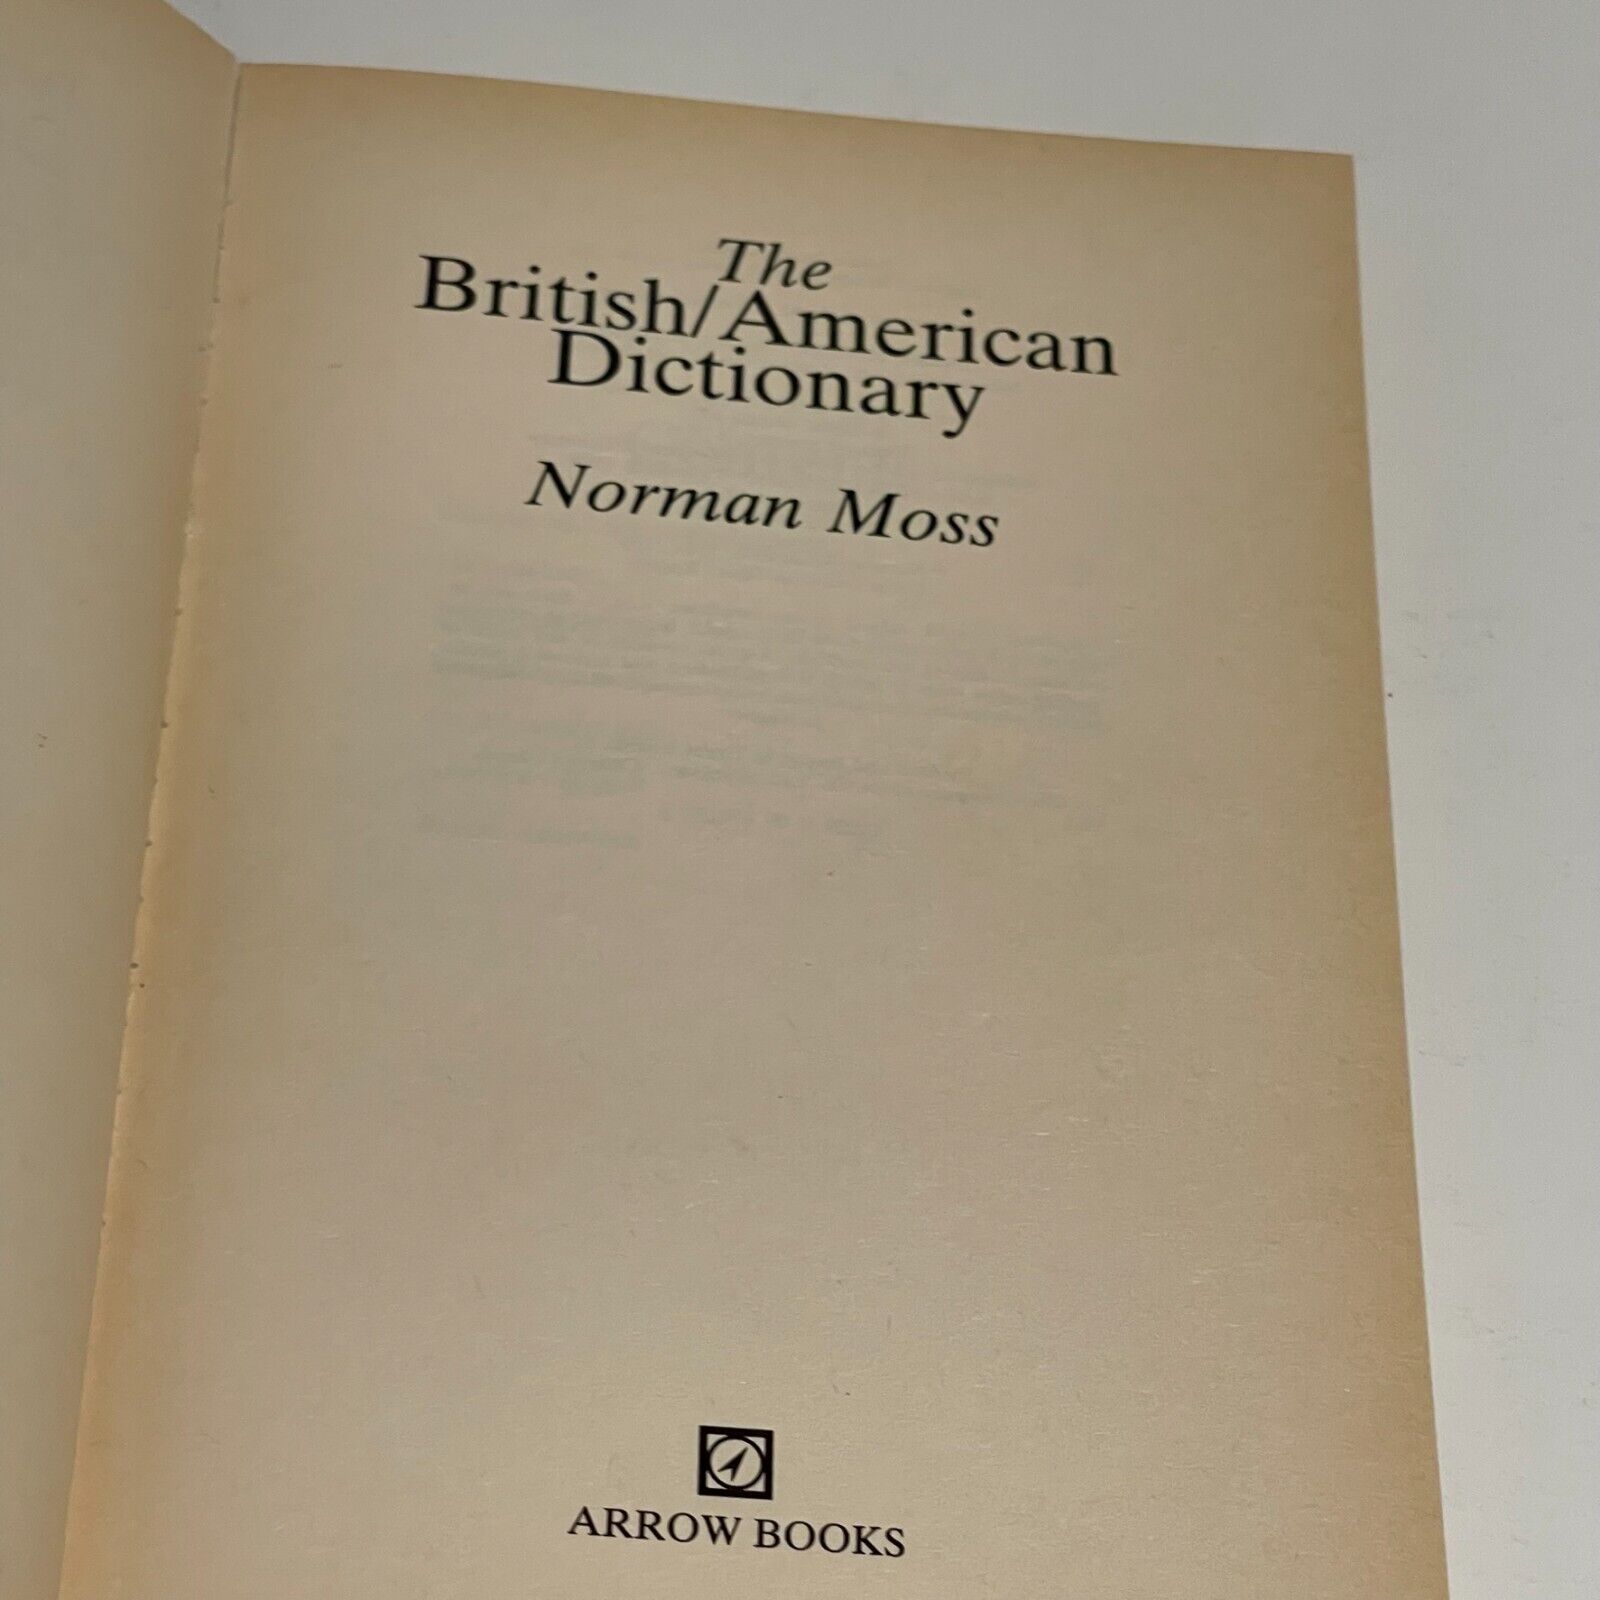 The
British/American
Dictionary
Norman Moss
ARROW BOOKS